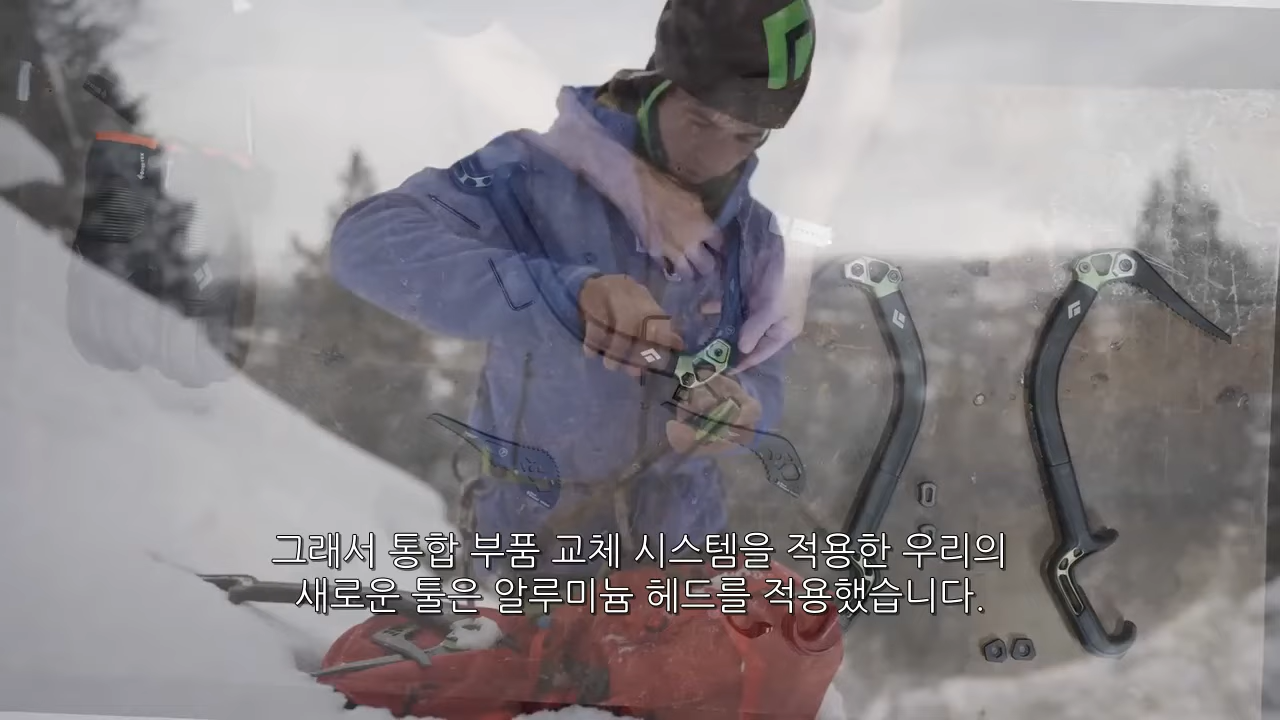 그래서 통합 부품 교체 시스템을 적용한 우리의
새로운 툴은 알루미늄 헤드를 적용했습니다.